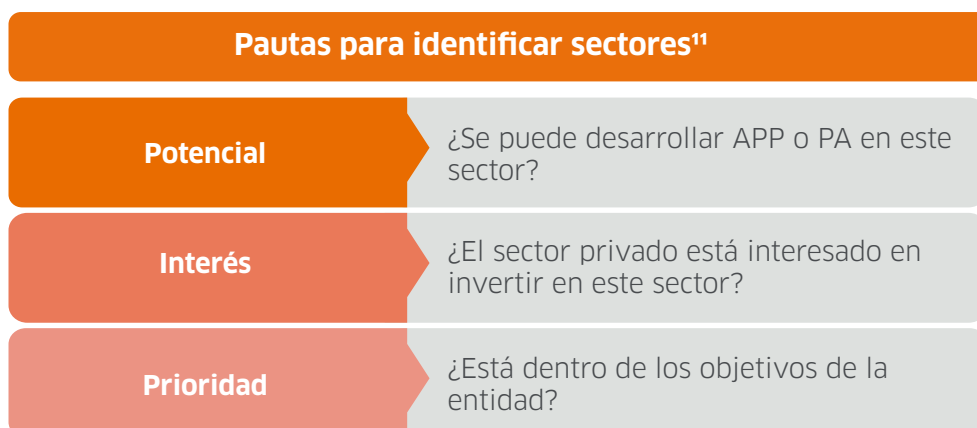 Pautas para identificar sectores¹¹
Potencial
¿Se puede desarrollar APP o PA en este
sector?
Interés
¿El sector privado está interesado en
invertir en este sector?
Prioridad
¿Está dentro de los objetivos de la
entidad?